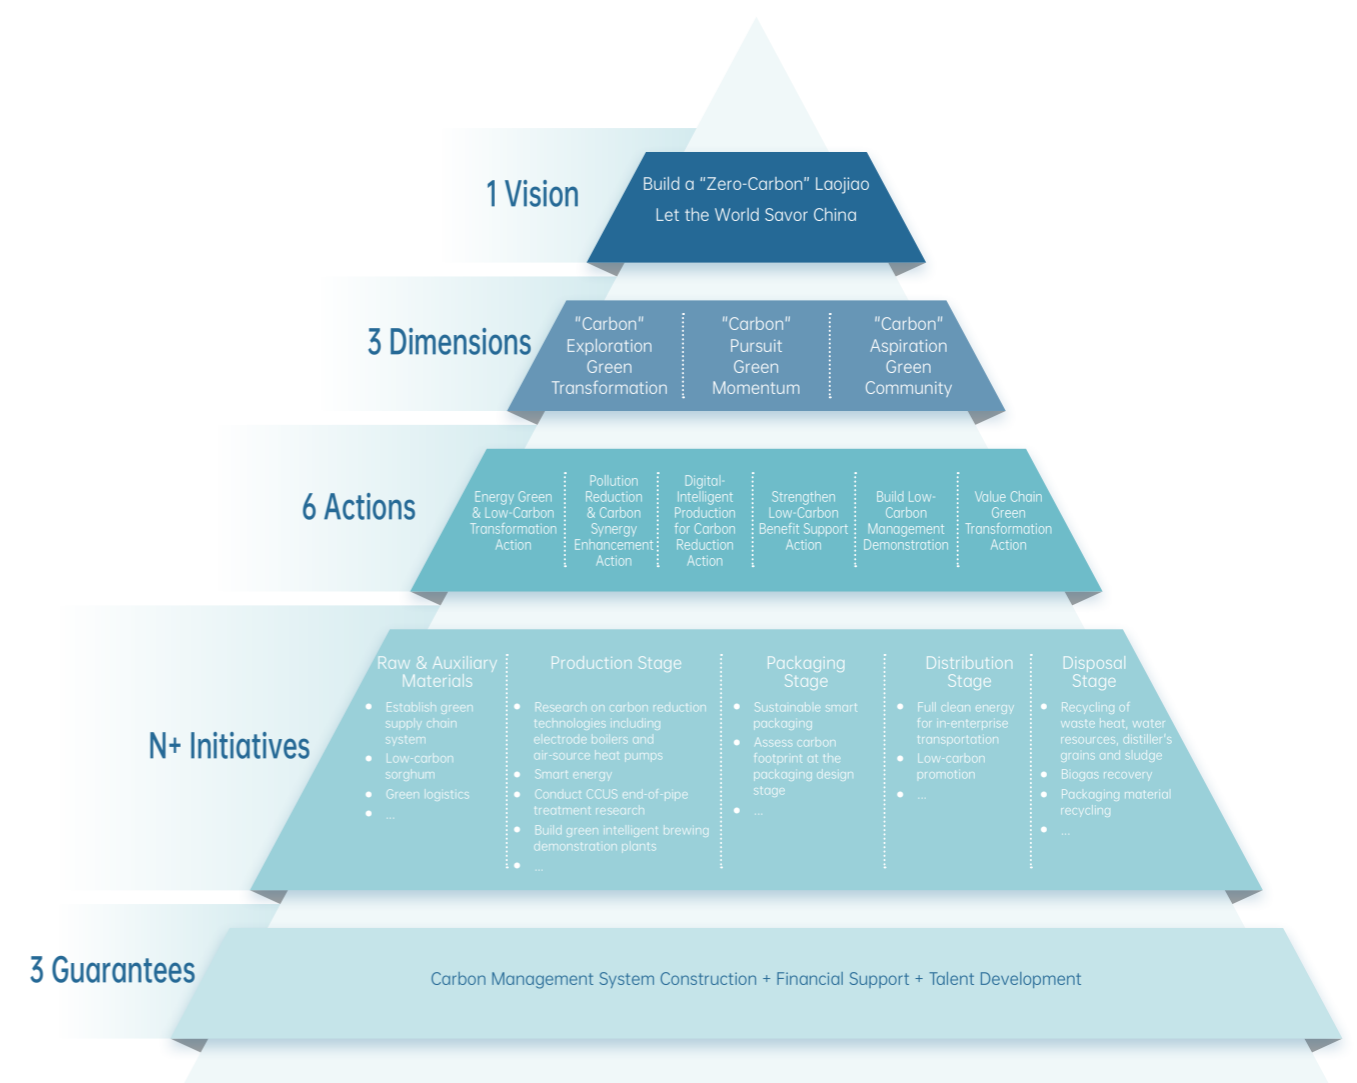 1 Vision
Build a "Zero-Carbon" Laojiao
Let the World Savor China
3 Dimensions
"Carbon"
Exploration
Green
Transformation
"Carbon"
Pursuit
Green
Momentum
"Carbon"
Aspiration
Green
Community
6 Actions
Energy Green
& Low-Carbon
Transformation
Action
Pollution
Reduction
& Carbon
Synergy
Enhancement
Action
Digital-
Intelligent
Production
for Carbon
Reduction
Action
Strengthen
Low-Carbon
Benefit Support
Action
Build Low-
Carbon
Management
Demonstration
Value Chain
Green
Transformation
Action
N+ Initiatives
Raw & Auxiliary
Materials
• Establish green
supply chain
system
• Low-carbon
sorghum
• Green logistics
• ...
Production Stage
• Research on carbon reduction
technologies including
electrode boilers and
air-source heat pumps
• Smart energy
• Conduct CCUS end-of-pipe
treatment research
• Build green intelligent brewing
demonstration plants
• ...
Packaging
Stage
• Sustainable smart
packaging
• Assess carbon
footprint at the
packaging design
stage
• ...
Distribution
Stage
• Full clean energy
for in-enterprise
transportation
• Low-carbon
promotion
• ...
Disposal
Stage
• Recycling of
waste heat, water
resources, distiller's
grains and sludge
• Biogas recovery
• Packaging material
recycling
• ...
3 Guarantees
Carbon Management System Construction + Financial Support + Talent Development